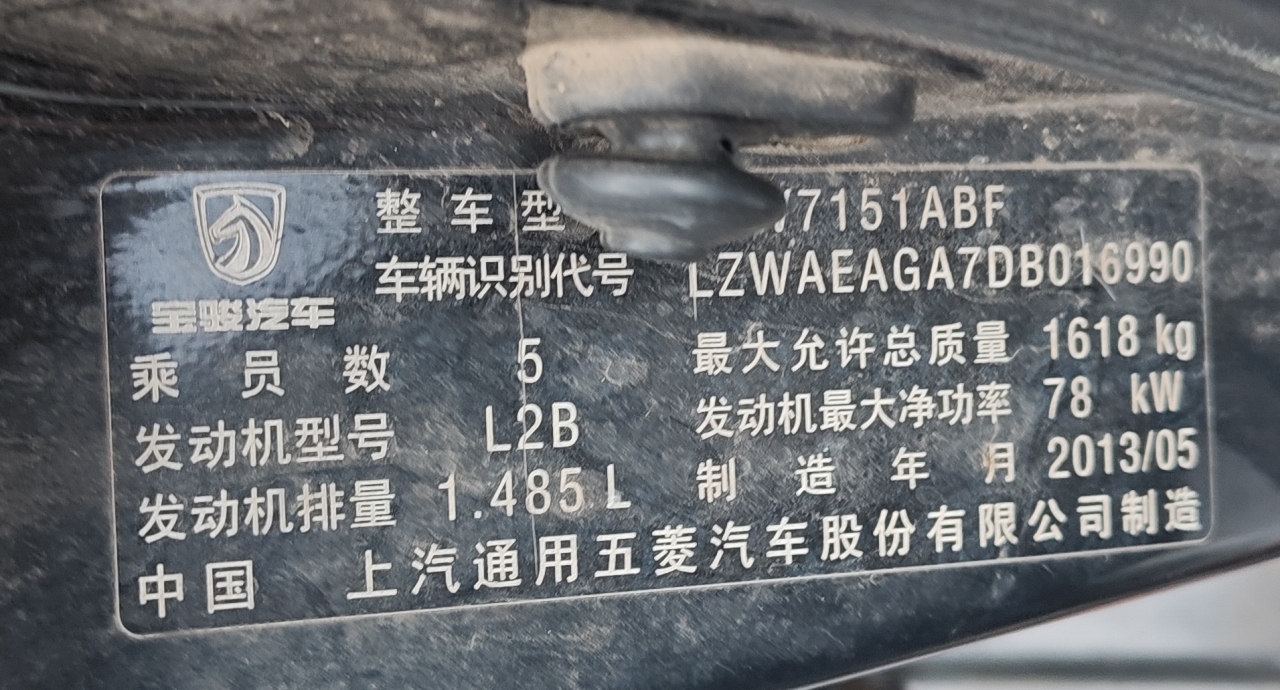 宝骏汽车
整车型 7151ABF
车辆识别代号 LZWAEAGA7DB016990
乘员数 5 最大允许总质量 1618 kg
发动机型号 L2B 发动机最大净功率 78 kW
发动机排量 1.485 L 制造年月 2013/05
中国 上汽通用五菱汽车股份有限公司制造